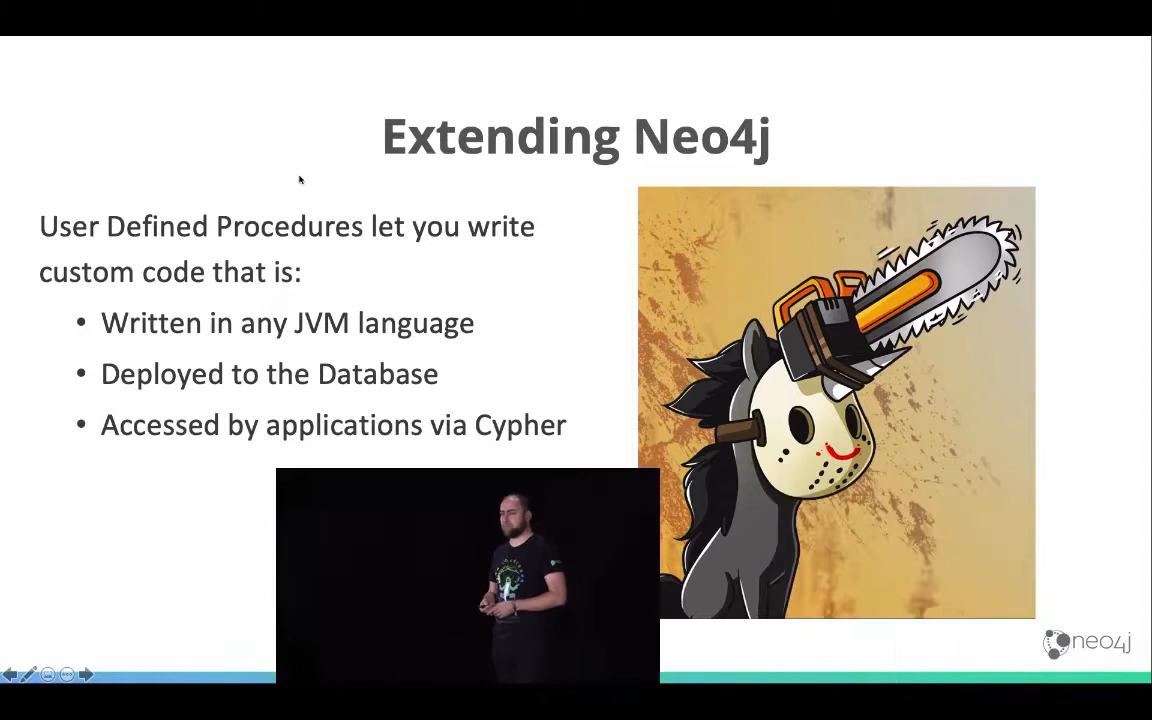 Extending Neo4j
User Defined Procedures let you write
custom code that is:
• Written in any JVM language
• Deployed to the Database
• Accessed by applications via Cypher
neo4j